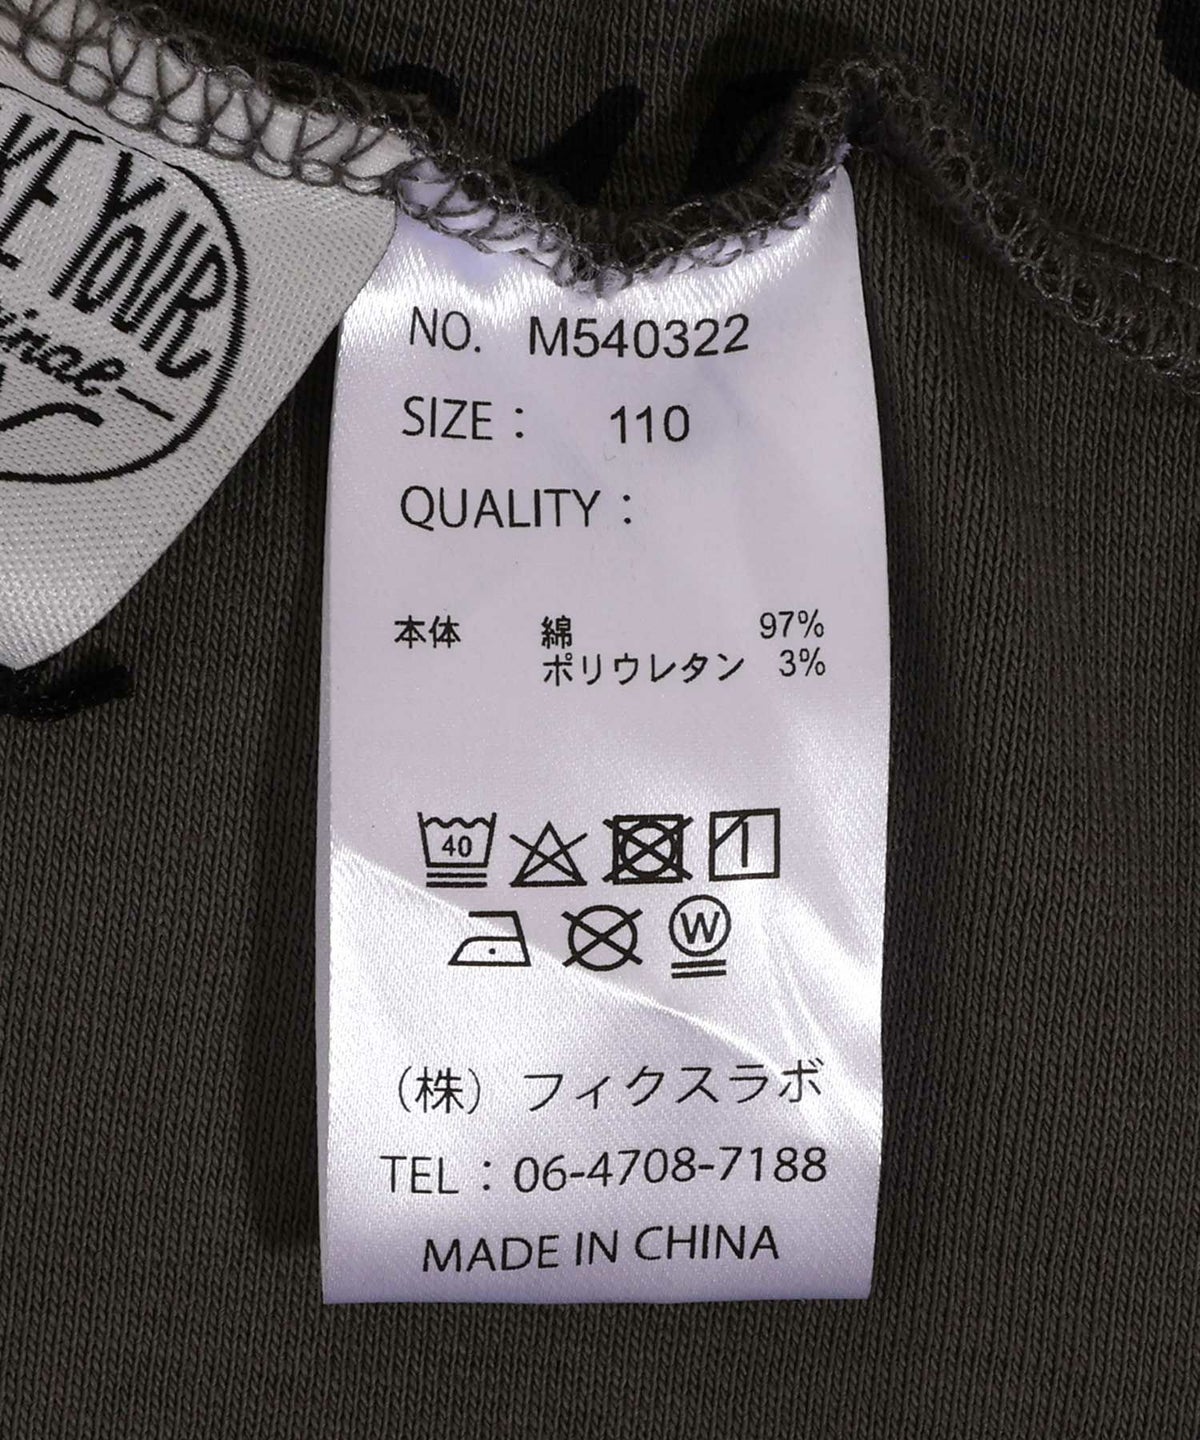 YOUR
NO. M540322
SIZE： 110
QUALITY：
本体 綿 97%
ポリウレタン 3%
40
W
（株）フィクスラボ
TEL：06-4708-7188
MADE IN CHINA